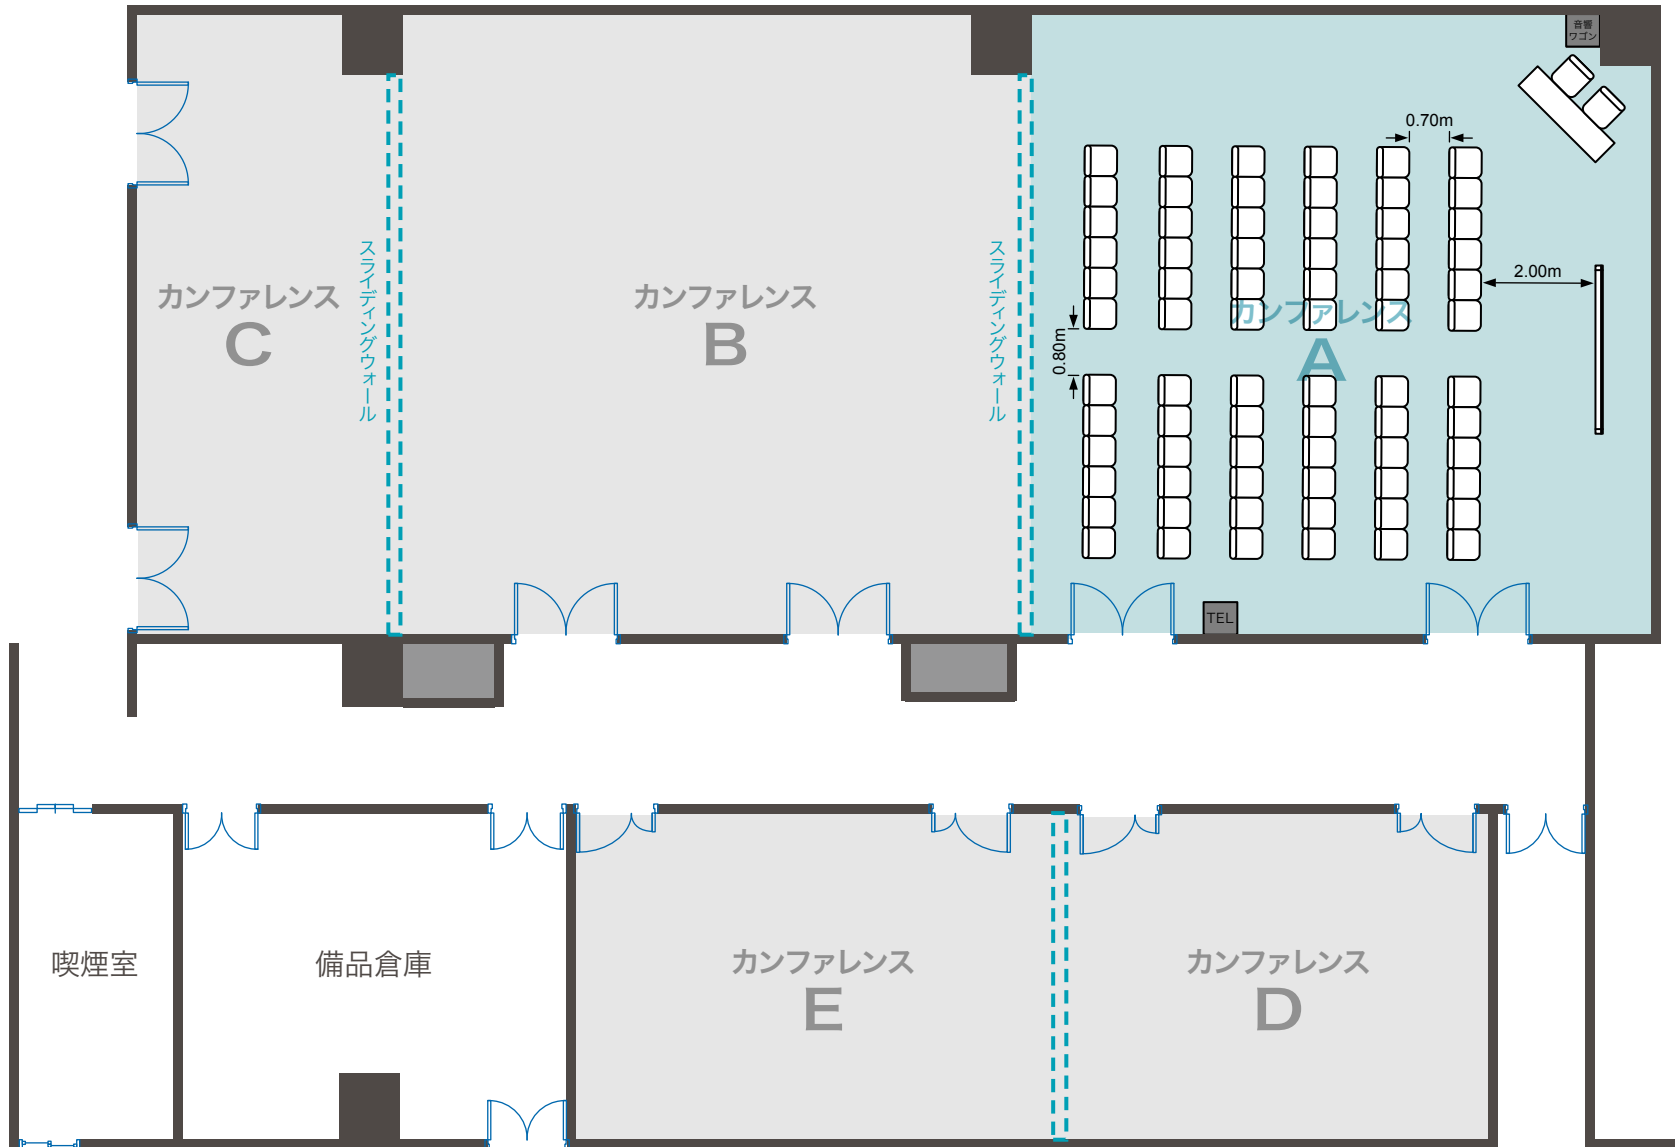 音響
ワゴン
0.70m
2.00m
0.80m
カンファレンス
C
スライディングウォール
カンファレンス
B
スライディングウォール
カンファレンス
A
TEL
喫煙室
備品倉庫
カンファレンス
E
カンファレンス
D